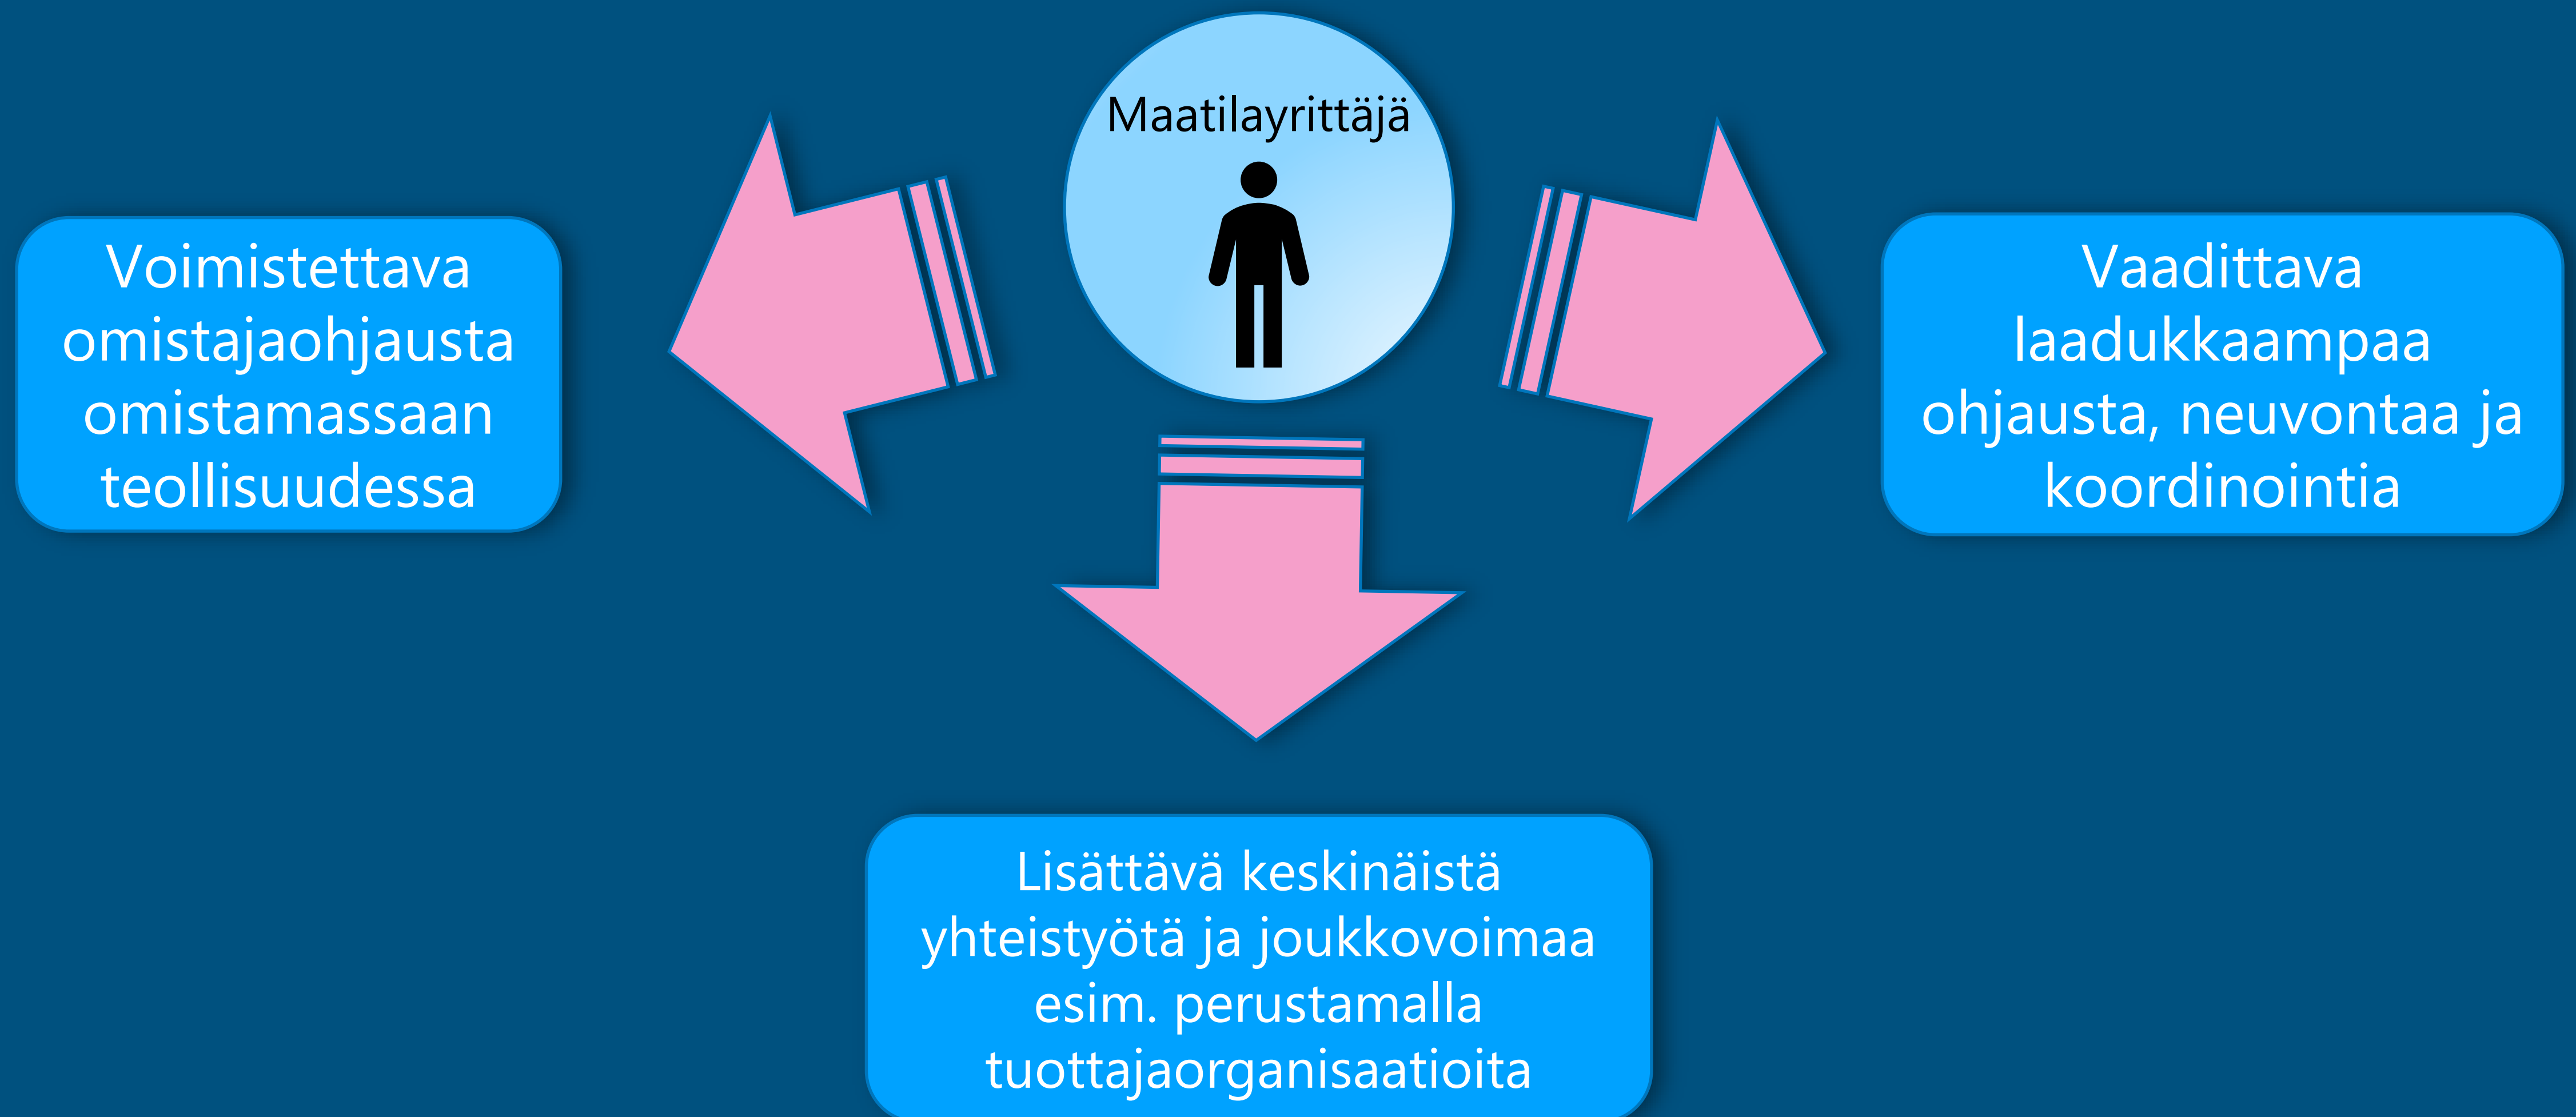 Maatilayrittäjä
Voimistettava
omistajaohjausta
omistamassaan
teollisuudessa
Vaadittava
laadukkaampaa
ohjausta, neuvontaa ja
koordinointia
Lisättävä keskinäistä
yhteistyötä ja joukkovoimaa
esim. perustamalla
tuottajaorganisaatioita